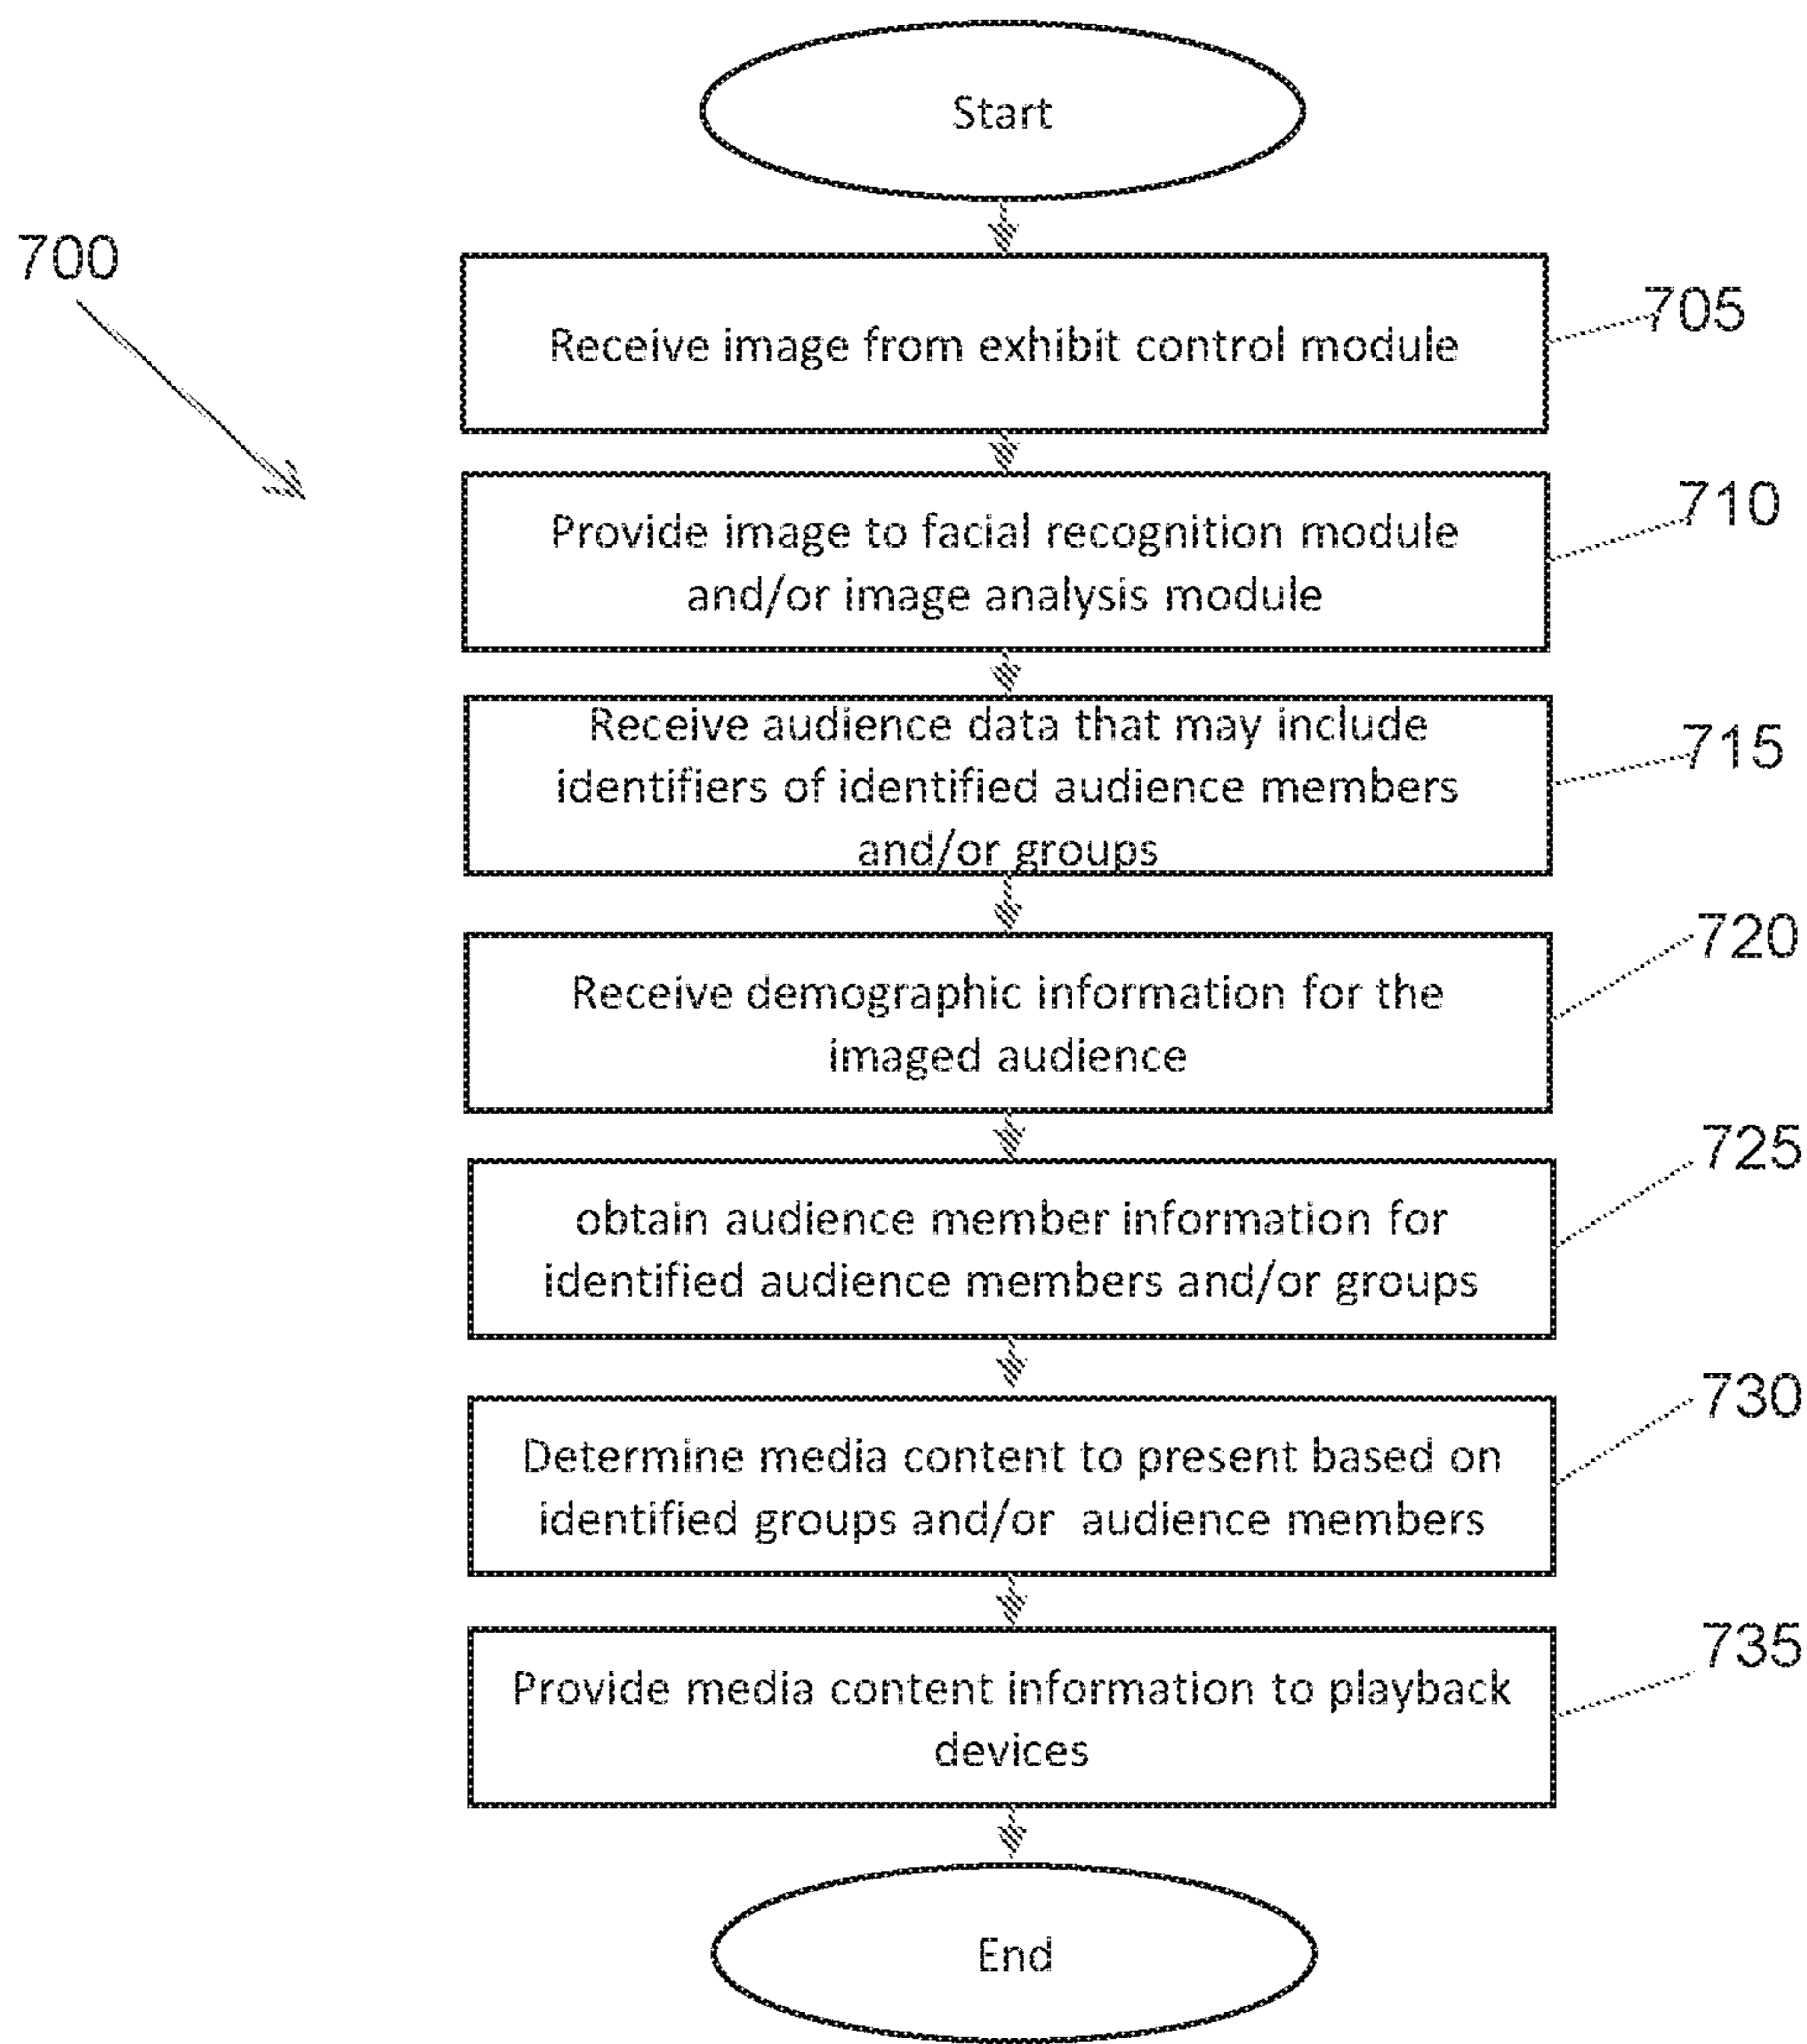 Start
700
Receive image from exhibit control module
705
Provide image to facial recognition module
and/or image analysis module
710
Receive audience data that may include
identifiers of identified audience members
and/or groups
715
Receive demographic information for the
imaged audience
720
obtain audience member information for
identified audience members and/or groups
725
Determine media content to present based on
identified groups and/or audience members
730
Provide media content information to playback
devices
735
End